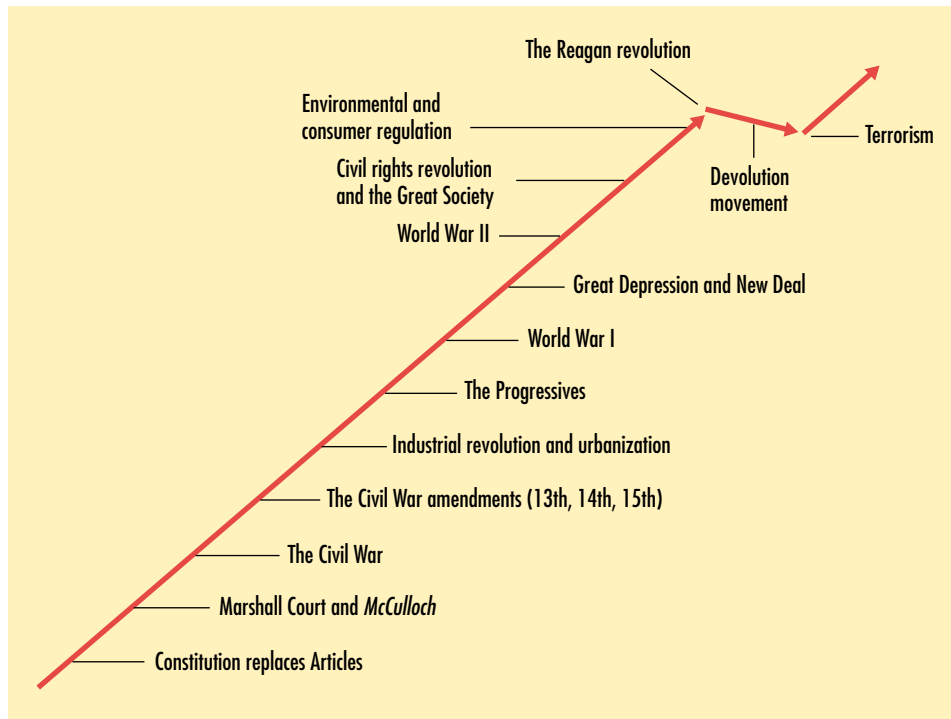 The Reagan revolution
Environmental and
consumer regulation
Terrorism
Civil rights revolution
and the Great Society
Devolution
movement
World War II
Great Depression and New Deal
World War I
The Progressives
Industrial revolution and urbanization
The Civil War amendments (13th, 14th, 15th)
The Civil War
Marshall Court and McCulloch
Constitution replaces Articles